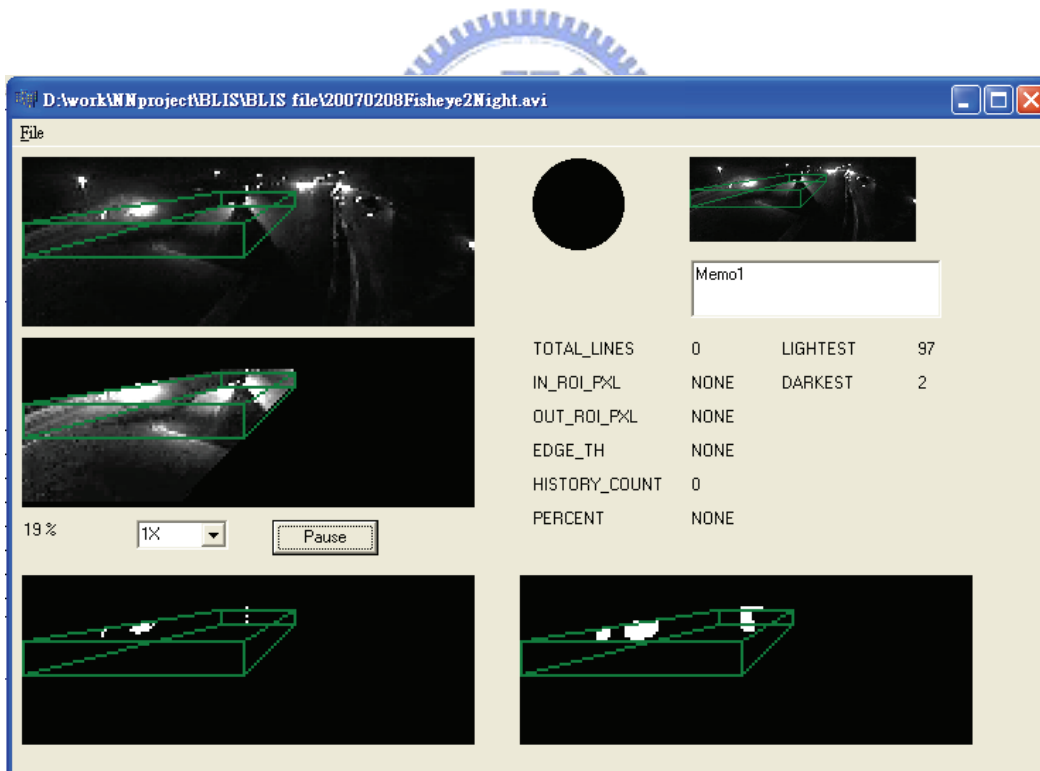 D:\work\NNproject\BLIS\BLIS file\20070208Fisheye2Night.avi
File
Memo1
TOTAL_LINES 0 LIGHTEST 97
IN_ROI_PXL NONE DARKEST 2
OUT_ROI_PXL NONE
EDGE_TH NONE
HISTORY_COUNT 0
PERCENT NONE
19 % 1X Pause